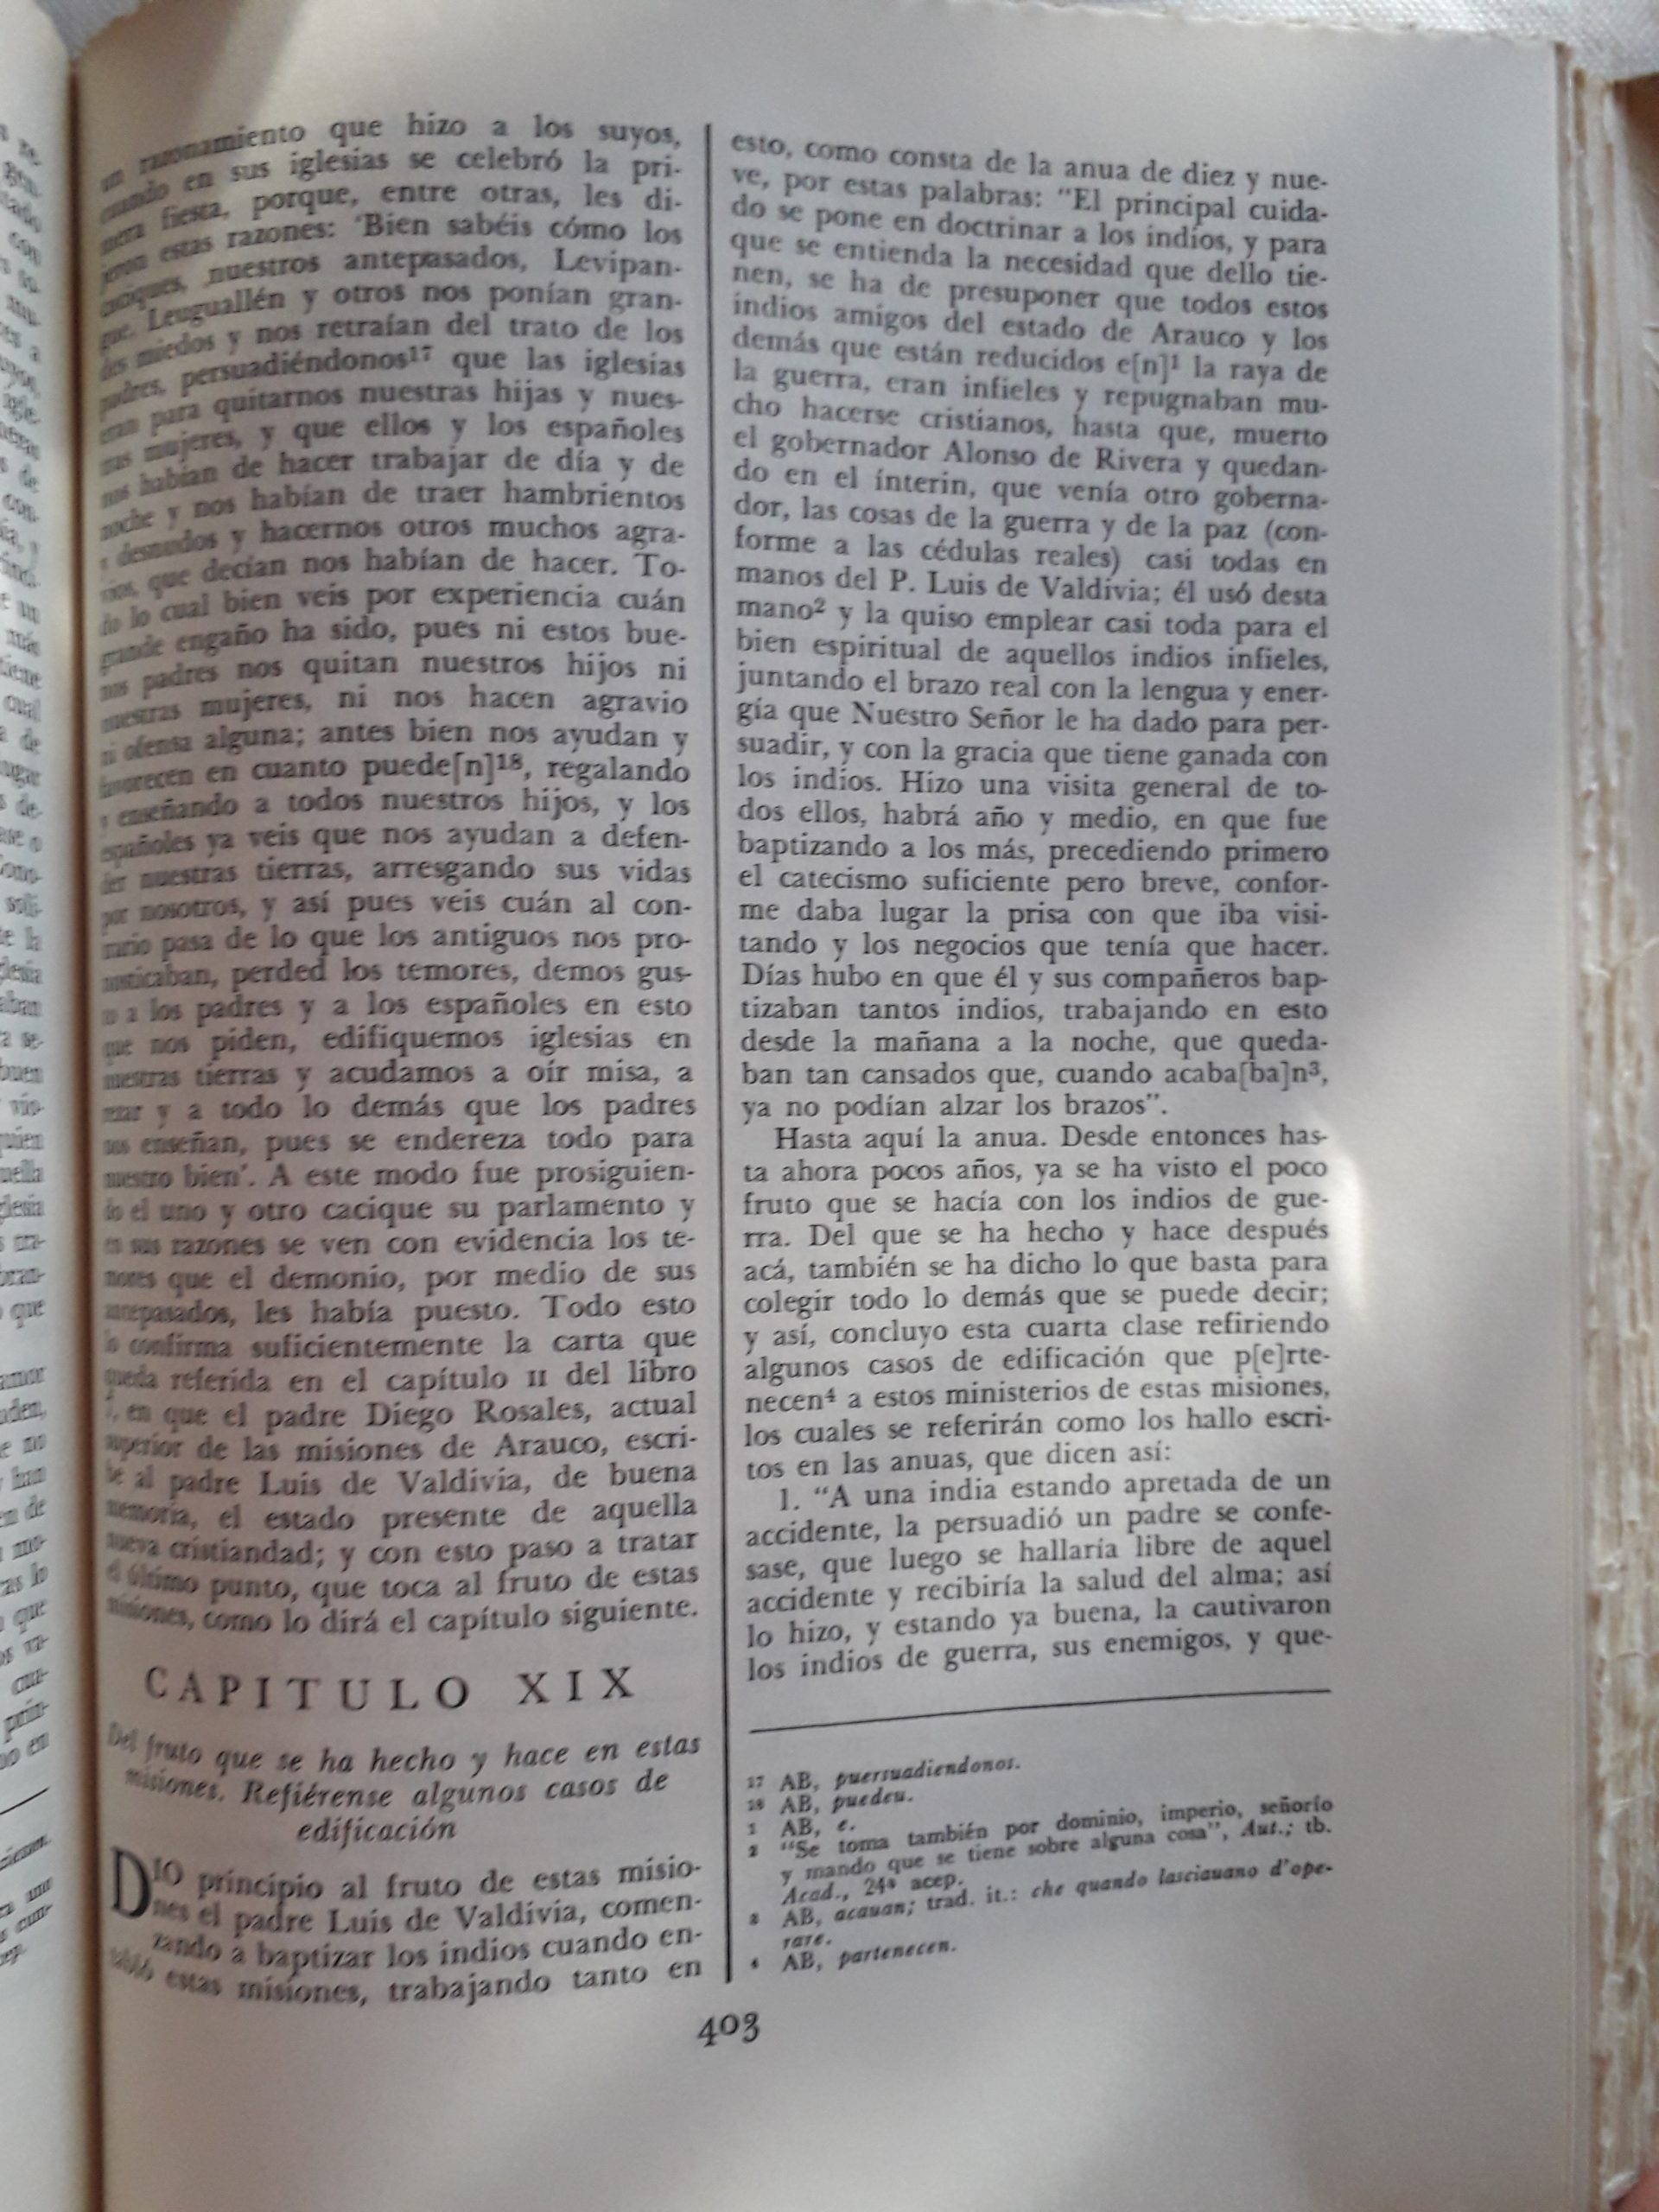 un razonamiento que hizo a los suyos,
cuando en sus iglesias se celebró la pri-
mera fiesta, porque, entre otras, les di-
jeron estas razones: 'Bien sabéis cómo los
caciques, nuestros antepasados, Levipan-
gue, Leuguallén y otros nos ponían gran-
des miedos y nos retraían del trato de los
padres, persuadiéndonos¹⁷ que las iglesias
eran para quitarnos nuestras hijas y nues-
tras mujeres, y que ellos y los españoles
nos habían de hacer trabajar de día y de
noche y nos habían de traer hambrientos
y desnudos y hacernos otros muchos agra-
vios, que decían nos habían de hacer. To-
do lo cual bien veis por experiencia cuán
grande engaño ha sido, pues ni estos bue-
nos padres nos quitan nuestros hijos ni
nuestras mujeres, ni nos hacen agravio
ni ofensa alguna; antes bien nos ayudan y
favorecen en cuanto puede[n]¹⁸, regalando
y enseñando a todos nuestros hijos, y los
españoles ya veis que nos ayudan a defen-
der nuestras tierras, arresgando sus vidas
por nosotros, y así pues veis cuán al con-
trario pasa de lo que los antiguos nos pro-
nosticaban, perded los temores, demos gus-
to a los padres y a los españoles en esto
que nos piden, edifiquemos iglesias en
nuestras tierras y acudamos a oír misa, a
rezar y a todo lo demás que los padres
nos enseñan, pues se endereza todo para
nuestro bien'. A este modo fue prosiguien-
do el uno y otro cacique su parlamento y
en sus razones se ven con evidencia los te-
mores que el demonio, por medio de sus
antepasados, les había puesto. Todo esto
lo confirma suficientemente la carta que
queda referida en el capítulo II del libro
en que el padre Diego Rosales, actual
superior de las misiones de Arauco, escri-
be al padre Luis de Valdivia, de buena
memoria, el estado presente de aquella
nueva cristiandad; y con esto paso a tratar
el último punto, que toca al fruto de estas
misiones, como lo dirá el capítulo siguiente.
CAPITULO XIX
Del fruto que se ha hecho y hace en estas
misiones. Refiérense algunos casos de
edificación
DIO principio al fruto de estas misio-
nes el padre Luis de Valdivia, comen-
zando a baptizar los indios cuando en-
tabló estas misiones, trabajando tanto en
esto, como consta de la anua de diez y nue-
ve, por estas palabras: "El principal cuida-
do se pone en doctrinar a los indios, y para
que se entienda la necesidad que dello tie-
nen, se ha de presuponer que todos estos
indios amigos del estado de Arauco y los
demás que están reducidos e[n]¹ la raya de
la guerra, eran infieles y repugnaban mu-
cho hacerse cristianos, hasta que, muerto
el gobernador Alonso de Rivera y quedan-
do en el ínterin, que venía otro goberna-
dor, las cosas de la guerra y de la paz (con-
forme a las cédulas reales) casi todas en
manos del P. Luis de Valdivia; él usó desta
mano² y la quiso emplear casi toda para el
bien espiritual de aquellos indios infieles,
juntando el brazo real con la lengua y ener-
gía que Nuestro Señor le ha dado para per-
suadir, y con la gracia que tiene ganada con
los indios. Hizo una visita general de to-
dos ellos, habrá año y medio, en que fue
baptizando a los más, precediendo primero
el catecismo suficiente pero breve, confor-
me daba lugar la prisa con que iba visi-
tando y los negocios que tenía que hacer.
Días hubo en que él y sus compañeros bap-
tizaban tantos indios, trabajando en esto
desde la mañana a la noche, que queda-
ban tan cansados que, cuando acaba[ba]n³,
ya no podían alzar los brazos".
Hasta aquí la anua. Desde entonces has-
ta ahora pocos años, ya se ha visto el poco
fruto que se hacía con los indios de gue-
rra. Del que se ha hecho y hace después
acá, también se ha dicho lo que basta para
colegir todo lo demás que se puede decir;
y así, concluyo esta cuarta clase refiriendo
algunos casos de edificación que p[e]rte-
necen⁴ a estos ministerios de estas misiones,
los cuales se referirán como los hallo escri-
tos en las anuas, que dicen así:
1. "A una india estando apretada de un
accidente, la persuadió un padre se confe-
sase, que luego se hallaría libre de aquel
accidente y recibiría la salud del alma; así
lo hizo, y estando ya buena, la cautivaron
los indios de guerra, sus enemigos, y que-
17 AB, puersuadiendonos.
18 AB, puedeu.
1 AB, e.
2 "Se toma también por dominio, imperio, señorío
y mando que se tiene sobre alguna cosa", Aut.; tb.
Acad., 24ª acep.
3 AB, acauan; trad. it.: che quando lasciauano d'ope-
rare.
4 AB, partenecen.
403